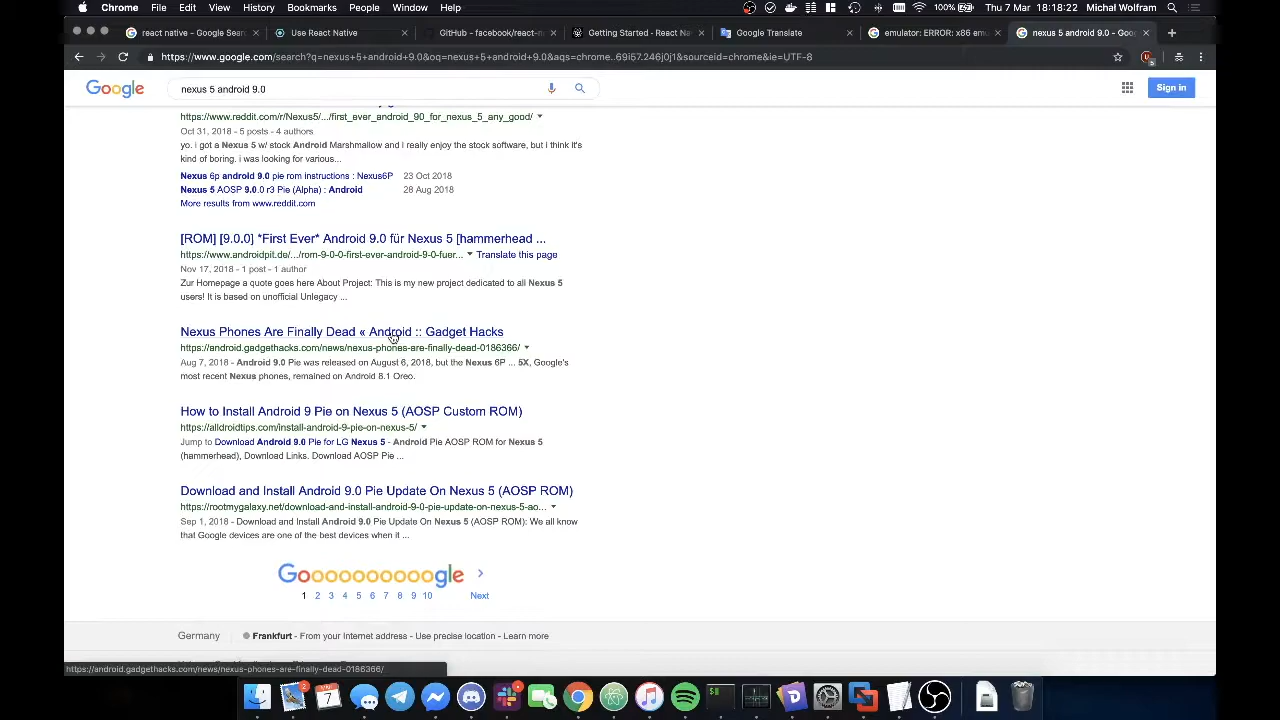 Chrome File Edit View History Bookmarks People Window Help 100% Thu 7 Mar 18:18:22 Michał Wolfram
react native - Google Sear Use React Native GitHub - facebook/react-n Getting Started · React Na Google Translate emulator: ERROR: x86 emu nexus 5 android 9.0 - Goo
https://www.google.com/search?q=nexus+5+android+9.0&oq=nexus+5+android+9.0&aqs=chrome..69i57.246j0j1&sourceid=chrome&ie=UTF-8
Google nexus 5 android 9.0 Sign in
https://www.reddit.com/r/Nexus5/.../first_ever_android_90_for_nexus_5_any_good/
Oct 31, 2018 - 5 posts - 4 authors
yo. i got a Nexus 5 w/ stock Android Marshmallow and i really enjoy the stock software, but i think it's
kind of boring. i was looking for various...
Nexus 6p android 9.0 pie rom instructions : Nexus6P 23 Oct 2018
Nexus 5 AOSP 9.0.0 r3 Pie (Alpha) : Android 28 Aug 2018
More results from www.reddit.com
[ROM] [9.0.0] *First Ever* Android 9.0 für Nexus 5 [hammerhead ...
https://www.androidpit.de/.../rom-9-0-0-first-ever-android-9-0-fuer... Translate this page
Nov 17, 2018 - 1 post - 1 author
Zur Homepage a quote goes here About Project: This is my new project dedicated to all Nexus 5
users! It is based on unofficial Unlegacy ...
Nexus Phones Are Finally Dead « Android :: Gadget Hacks
https://android.gadgethacks.com/news/nexus-phones-are-finally-dead-0186366/
Aug 7, 2018 - Android 9.0 Pie was released on August 6, 2018, but the Nexus 6P ... 5X, Google's
most recent Nexus phones, remained on Android 8.1 Oreo.
How to Install Android 9 Pie on Nexus 5 (AOSP Custom ROM)
https://alldroidtips.com/install-android-9-pie-on-nexus-5/
Jump to Download Android 9.0 Pie for LG Nexus 5 - Android Pie AOSP ROM for Nexus 5
(hammerhead), Download Links. Download AOSP Pie ...
Download and Install Android 9.0 Pie Update On Nexus 5 (AOSP ROM)
https://rootmygalaxy.net/download-and-install-android-9-0-pie-update-on-nexus-5-ao...
Sep 1, 2018 - Download and Install Android 9.0 Pie Update On Nexus 5 (AOSP ROM): We all know
that Google devices are one of the best devices when it ...
Goooooooooogle
1 2 3 4 5 6 7 8 9 10 Next
Germany Frankfurt - From your Internet address - Use precise location - Learn more
https://android.gadgethacks.com/news/nexus-phones-are-finally-dead-0186366/